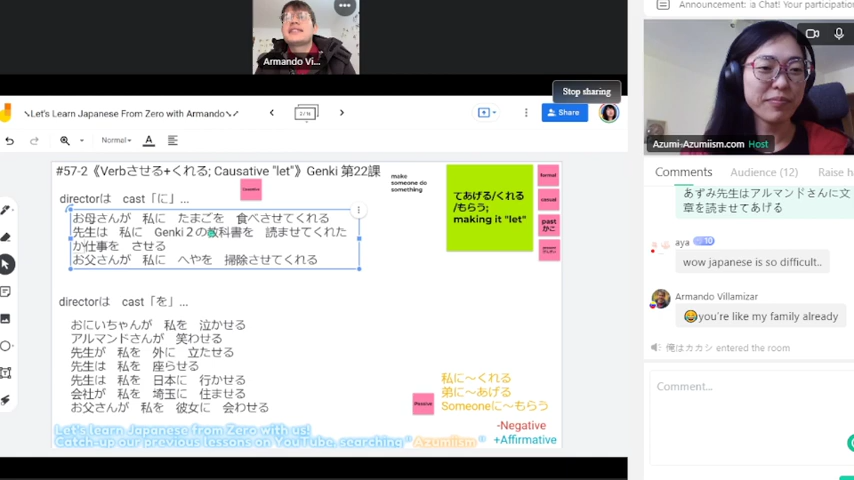 Armando Vi...
•••
Announcement: ia Chat! Your participation
Stop sharing
↘Let's Learn Japanese From Zero with Armando↙
2/
Share
Normal
A
#57-2《Verbさせる+くれる; Causative "let"》Genki 第22課
make
someone do
something
directorは cast「に」...
お母さんが 私に たまごを 食べさせてくれる
先生は 私に Genki２の教科書を 読ませてくれた
か仕事を させる
お父さんが 私に へやを 掃除させてくれる
てあげる/くれる
/もらう;
making it "let"
formal
casual
past
かこ
directorは cast「を」...
おにいちゃんが 私を 泣かせる
アルマンドさんが 笑わせる
先生が 私を 外に 立たせる
先生は 私を 座らせる
先生は 私を 日本に 行かせる
会社が 私を 埼玉に 住ませる
お父さんが 私を 彼女に 会わせる
Passive
私に～くれる
弟に～あげる
Someoneに～もらう
-Negative
+Affirmative
Let's learn Japanese from Zero with us!
Catch-up our previous lessons on YouTube, searching "Azumiism"
Azumi-Azumiism.com Host
Comments
Audience (12)
Raise h
あずみ先生はアルマンドさんに文
章を読ませてあげる
aya 10
wow japanese is so difficult..
Armando Villamizar
😂you're like my family already
俺はカカシ entered the room
Comment...